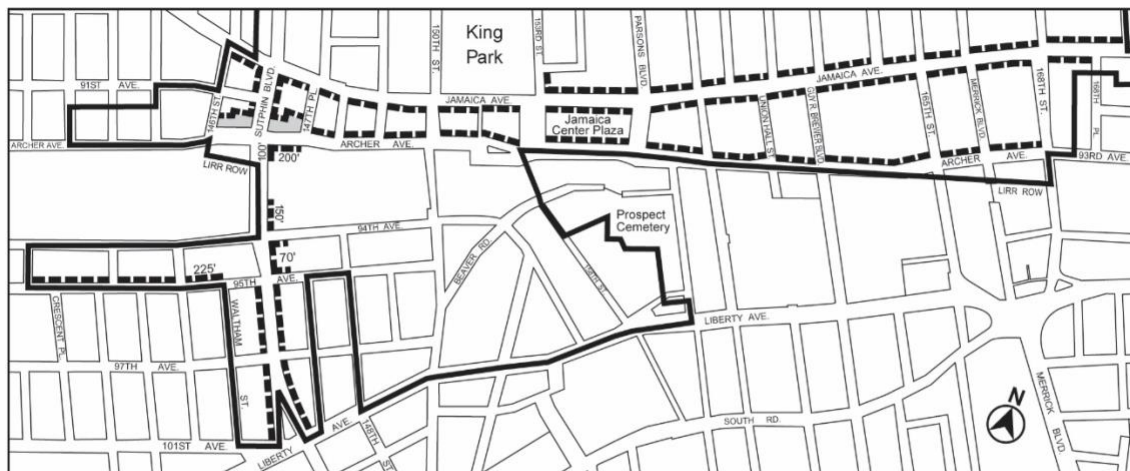 150TH ST.
King
Park
153RD ST
PARSONS BLVD.
SUTPHIN BLVD.
91ST AVE.
147TH PL.
JAMAICA AVE.
168TH ST.
146TH ST.
JAMAICA AVE.
Jamaica
Center Plaza
UNION HALL ST
GUY R. BREWER BLVD
165TH ST.
MERRICK BLVD.
PL.
ARCHER AVE.
ARCHER AVE.
ARCHER AVE.
93RD AVE.
LIRR ROW
100'
200'
LIRR ROW
150'
94TH AVE.
Prospect
Cemetery
70'
BEAVER RD.
225'
95TH AVE.
CRESCENT PL.
WALTHAM ST.
LIBERTY AVE.
97TH AVE.
MERRICK BLVD.
N
SOUTH RD.
101ST AVE.
LIBERTY AVE.
148TH ST